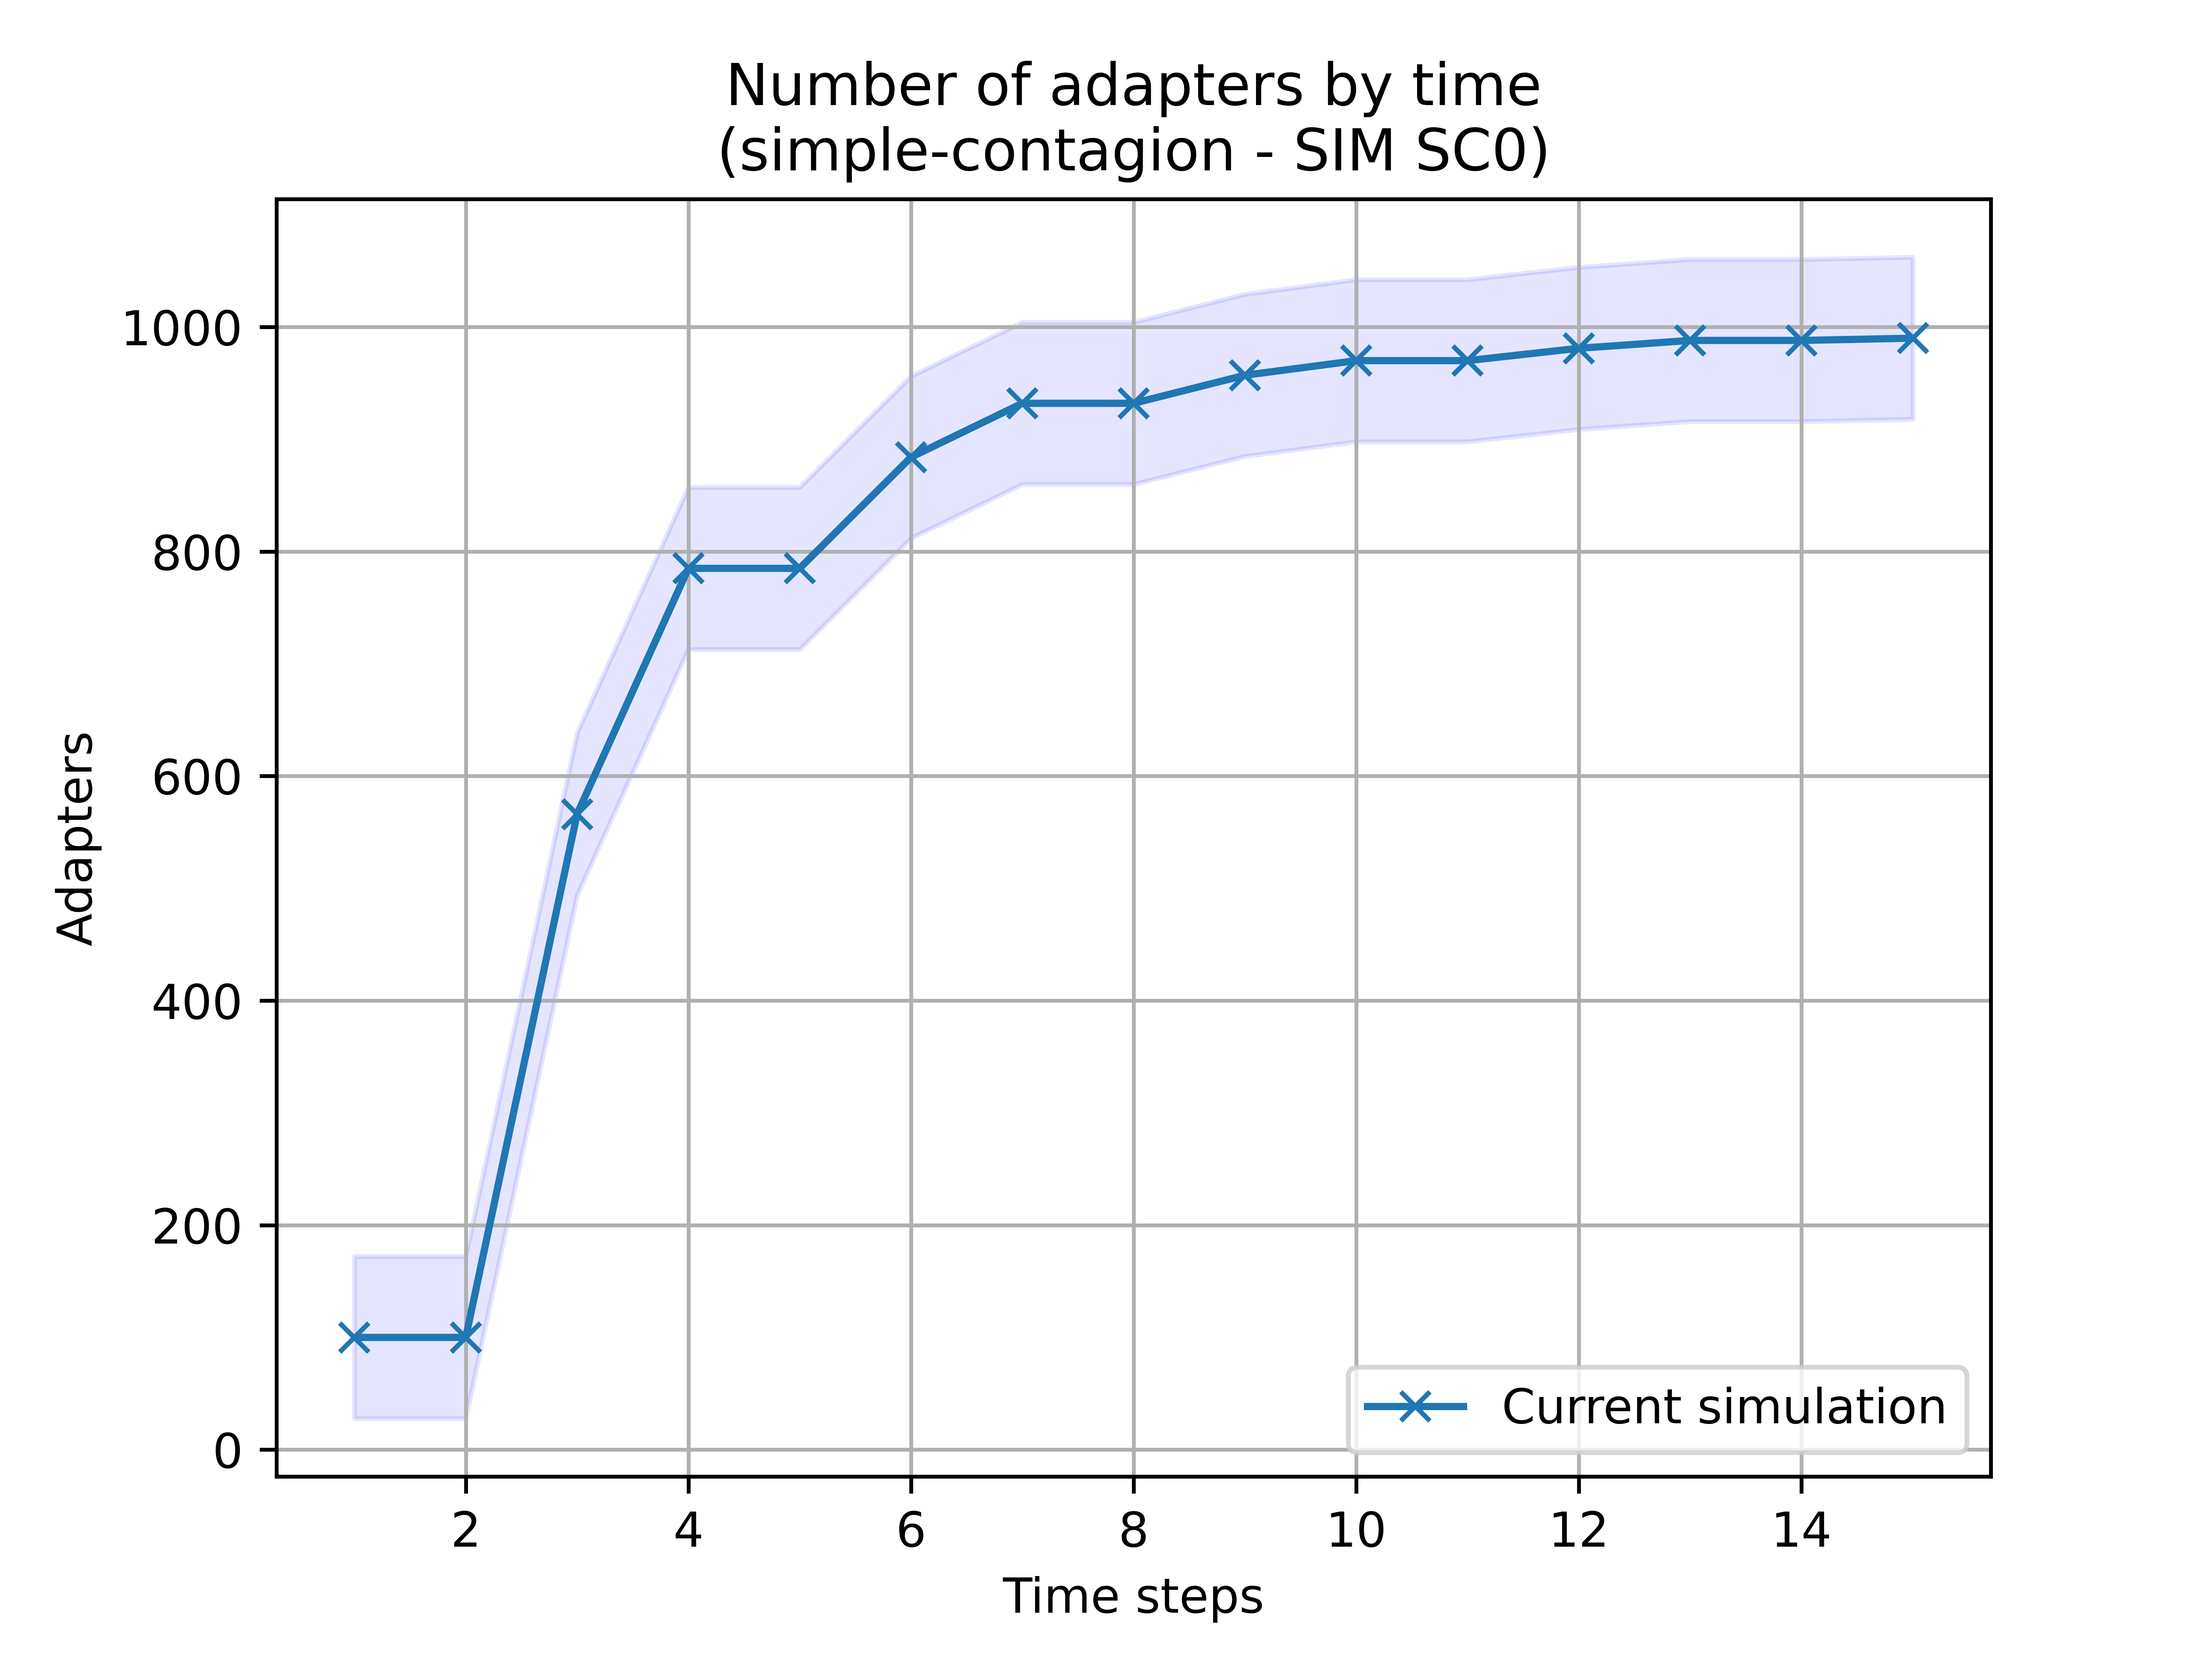 Number of adapters by time
(simple-contagion - SIM SC0)
1000
800
600
400
200
0
Adapters
Current simulation
2 4 6 8 10 12 14
Time steps